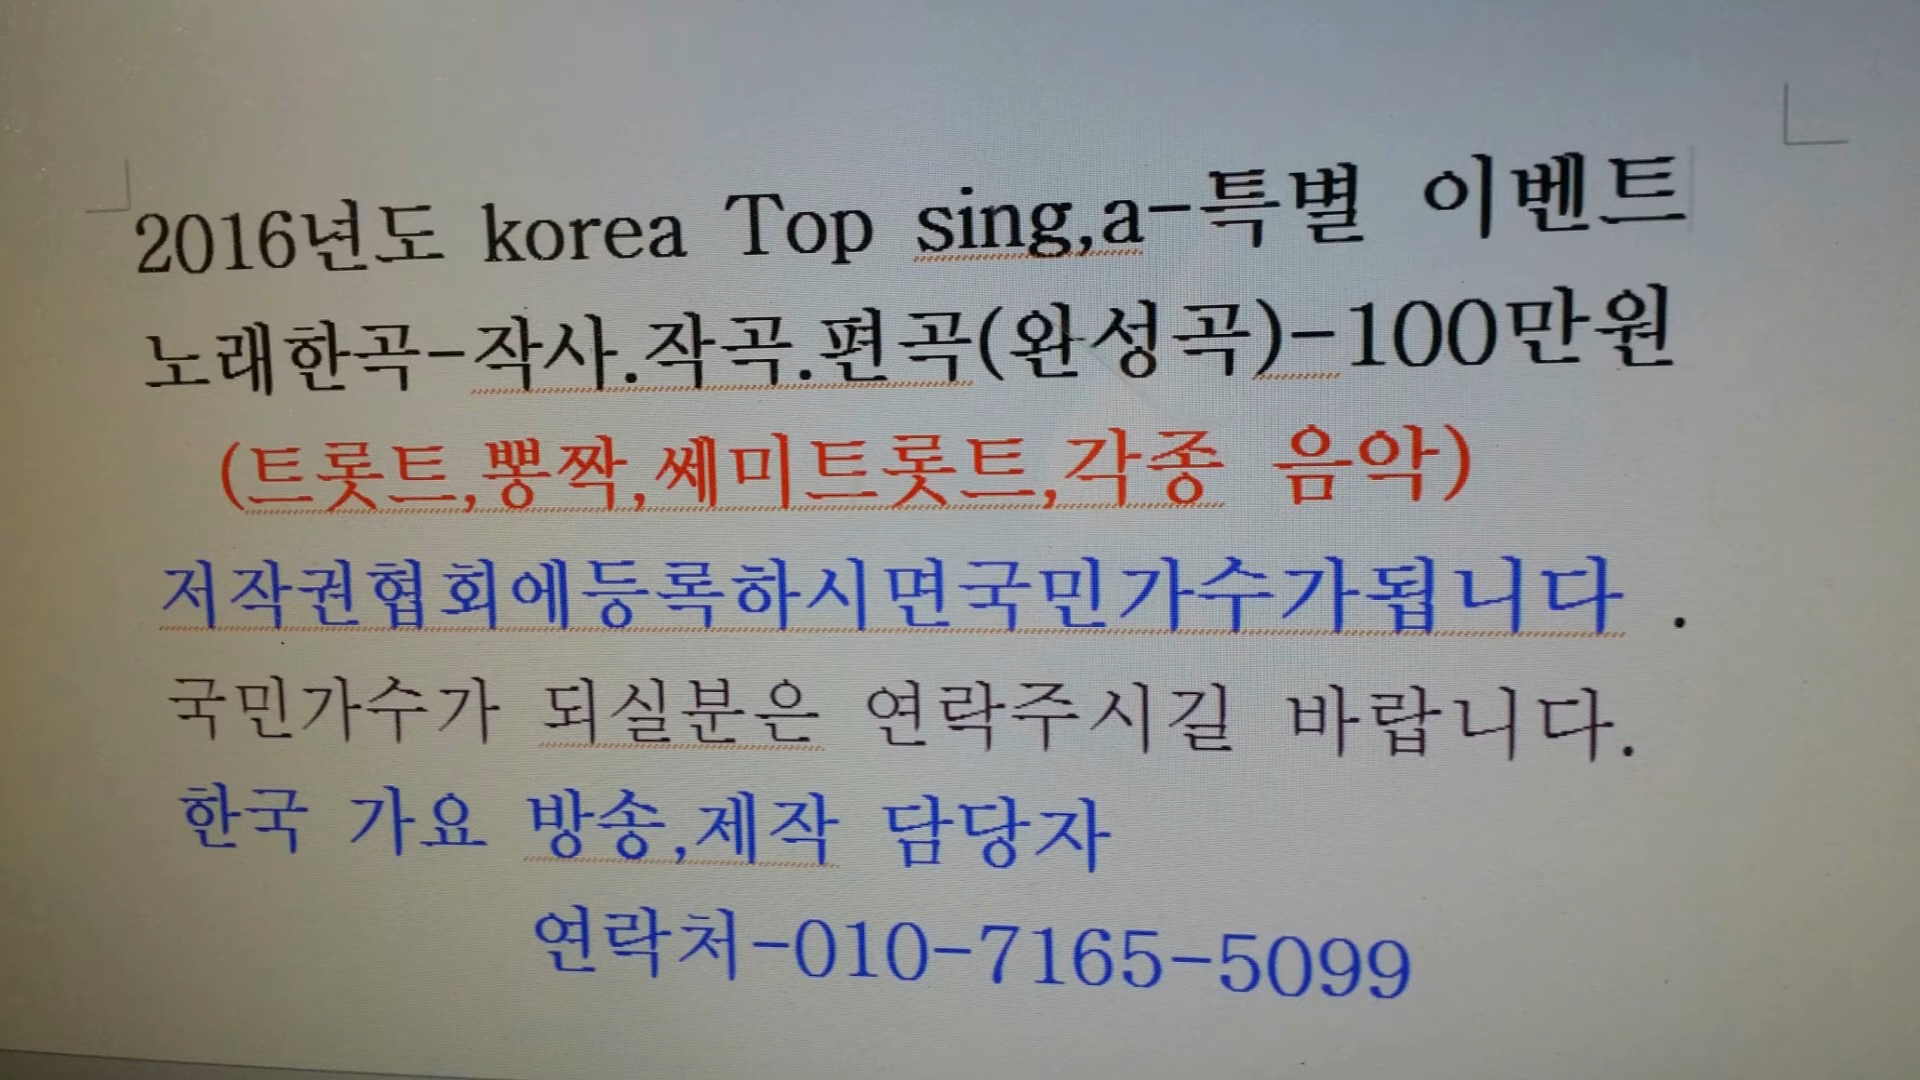 2016년도 korea Top sing,a-특별 이벤트
노래한곡-작사.작곡.편곡(완성곡)-100만원
(트롯트,뽕짝,쎄미트롯트,각종 음악)
저작권협회에등록하시면국민가수가됩니다 .
국민가수가 되실분은 연락주시길 바랍니다.
한국 가요 방송,제작 담당자
연락처-010-7165-5099